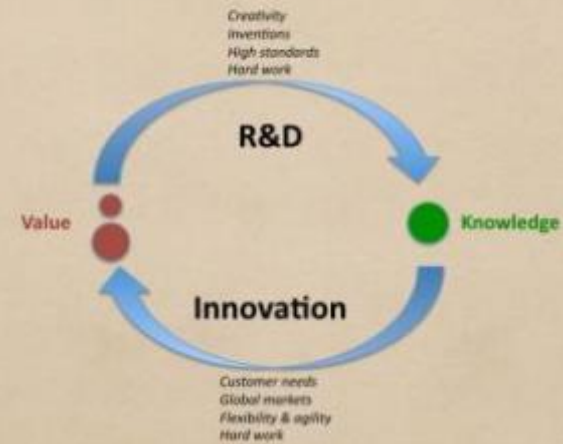 Creativity
Inventions
High standards
Hard work
R&D
Value
Knowledge
Innovation
Customer needs
Global markets
Flexibility & agility
Hard work